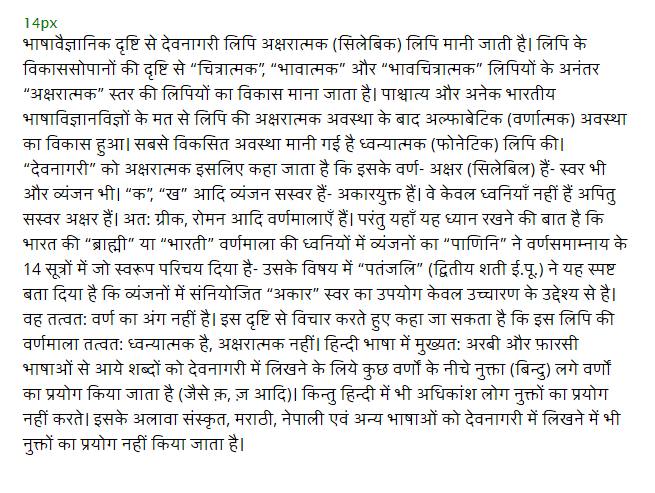 14px
भाषावैज्ञानिक दृष्टि से देवनागरी लिपि अक्षरात्मक (सिलेबिक) लिपि मानी जाती है। लिपि के
विकाससोपानों की दृष्टि से “चित्रात्मक”, “भावात्मक” और “भावचित्रात्मक” लिपियों के अनंतर
“अक्षरात्मक” स्तर की लिपियों का विकास माना जाता है। पाश्चात्य और अनेक भारतीय
भाषाविज्ञानविज्ञों के मत से लिपि की अक्षरात्मक अवस्था के बाद अल्फाबेटिक (वर्णात्मक) अवस्था
का विकास हुआ। सबसे विकसित अवस्था मानी गई है ध्वन्यात्मक (फोनेटिक) लिपि की।
“देवनागरी” को अक्षरात्मक इसलिए कहा जाता है कि इसके वर्ण- अक्षर (सिलेबिल) हैं- स्वर भी
और व्यंजन भी। “क”, “ख” आदि व्यंजन सस्वर हैं- अकारयुक्त हैं। वे केवल ध्वनियाँ नहीं हैं अपितु
सस्वर अक्षर हैं। अत: ग्रीक, रोमन आदि वर्णमालाएँ हैं। परंतु यहाँ यह ध्यान रखने की बात है कि
भारत की “ब्राह्मी” या “भारती” वर्णमाला की ध्वनियों में व्यंजनों का “पाणिनि” ने वर्णसमाम्नाय के
14 सूत्रों में जो स्वरूप परिचय दिया है- उसके विषय में “पतंजलि” (द्वितीय शती ई.पू.) ने यह स्पष्ट
बता दिया है कि व्यंजनों में संनियोजित “अकार” स्वर का उपयोग केवल उच्चारण के उद्देश्य से है।
वह तत्वत: वर्ण का अंग नहीं है। इस दृष्टि से विचार करते हुए कहा जा सकता है कि इस लिपि की
वर्णमाला तत्वत: ध्वन्यात्मक है, अक्षरात्मक नहीं। हिन्दी भाषा में मुख्यत: अरबी और फ़ारसी
भाषाओं से आये शब्दों को देवनागरी में लिखने के लिये कुछ वर्णों के नीचे नुक्ता (बिन्दु) लगे वर्णों
का प्रयोग किया जाता है (जैसे क़, ज़ आदि)। किन्तु हिन्दी में भी अधिकांश लोग नुक्तों का प्रयोग
नहीं करते। इसके अलावा संस्कृत, मराठी, नेपाली एवं अन्य भाषाओं को देवनागरी में लिखने में भी
नुक्तों का प्रयोग नहीं किया जाता है।